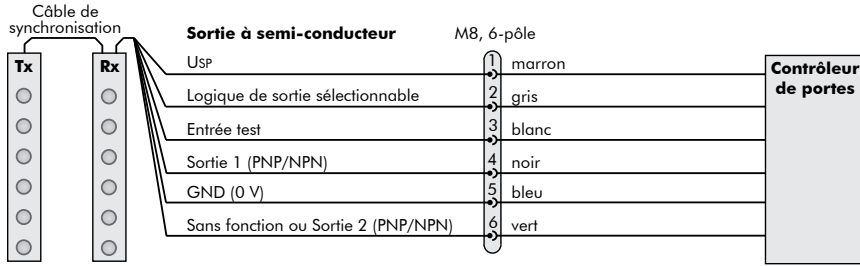 Câble de
synchronisation
Sortie à semi-conducteur
M8, 6-pôle
Tx
Rx
USP
1
marron
Contrôleur
de portes
Logique de sortie sélectionnable
2
gris
Entrée test
3
blanc
Sortie 1 (PNP/NPN)
4
noir
GND (0 V)
5
bleu
Sans fonction ou Sortie 2 (PNP/NPN)
6
vert